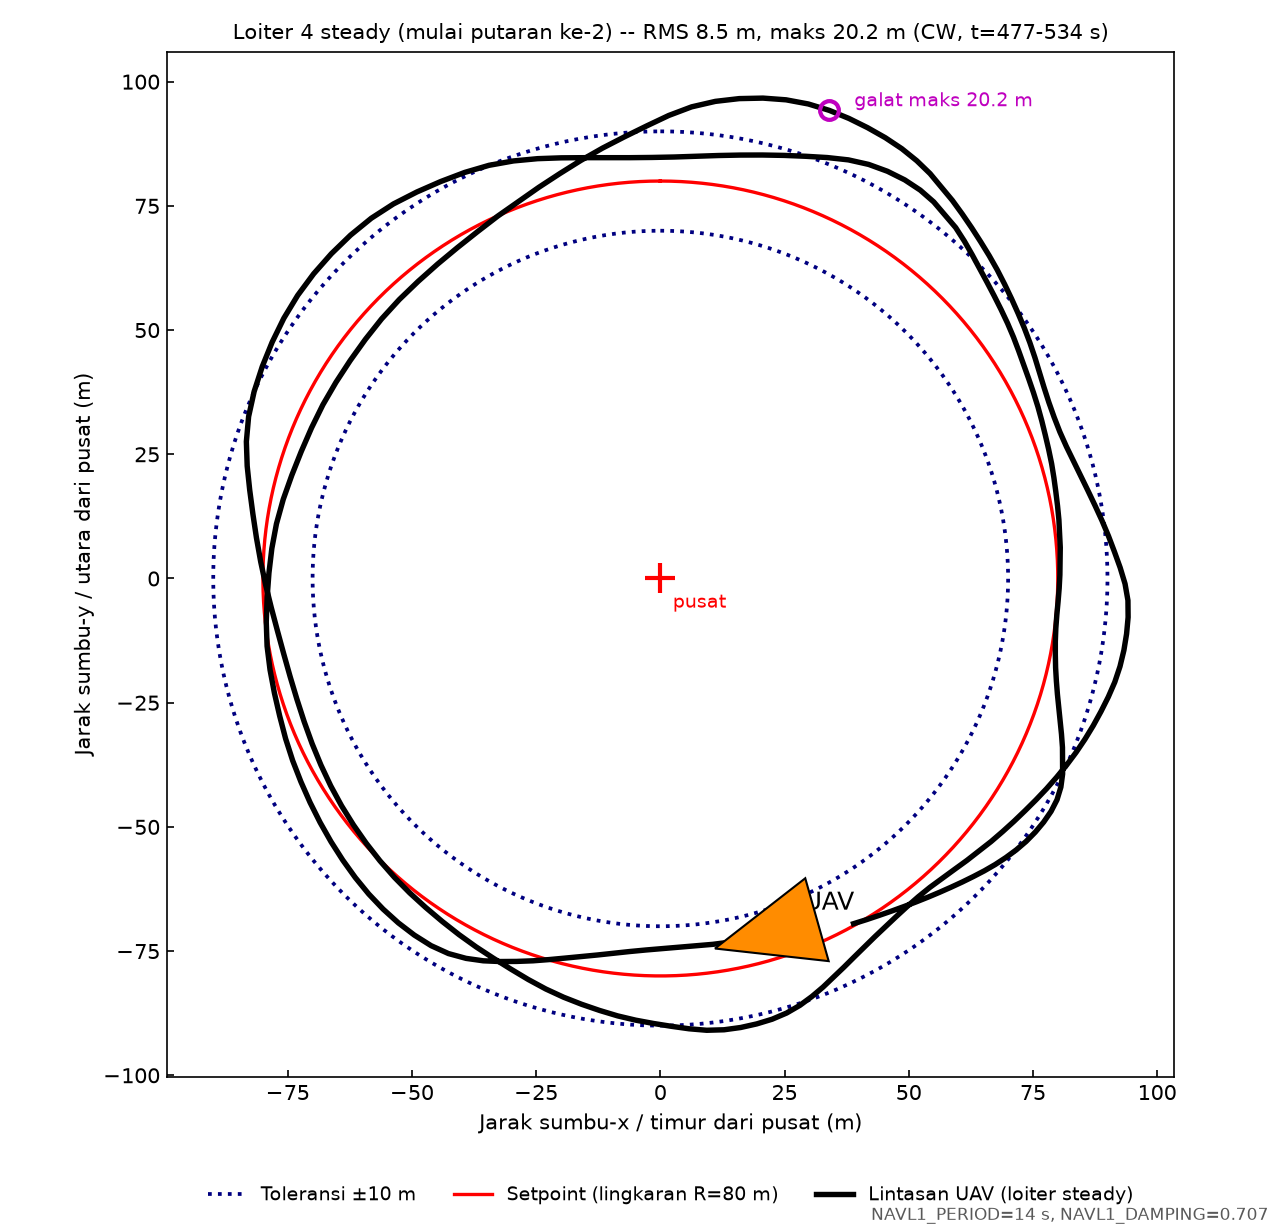 Loiter 4 steady (mulai putaran ke-2) -- RMS 8.5 m, maks 20.2 m (CW, t=477-534 s)
galat maks 20.2 m
pusat
UAV
Jarak sumbu-y / utara dari pusat (m)
100
75
50
25
0
−25
−50
−75
−100
−75
−50
−25
0
25
50
75
100
Jarak sumbu-x / timur dari pusat (m)
Toleransi ±10 m
Setpoint (lingkaran R=80 m)
Lintasan UAV (loiter steady)
NAVL1_PERIOD=14 s, NAVL1_DAMPING=0.707